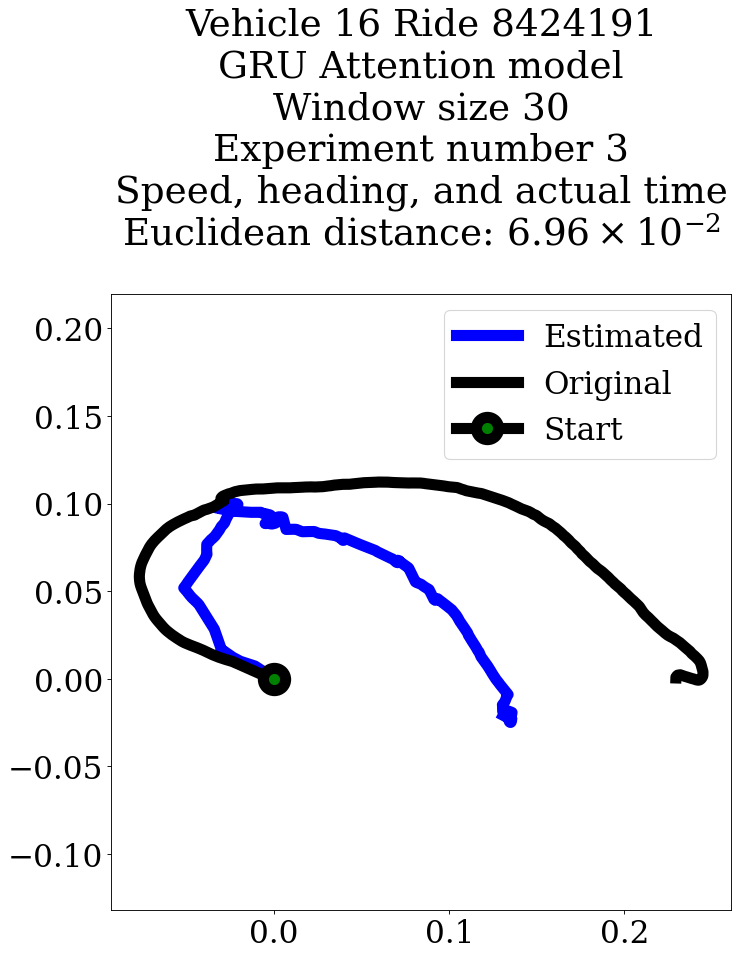 Vehicle 16 Ride 8424191
GRU Attention model
Window size 30
Experiment number 3
Speed, heading, and actual time
Euclidean distance: 6.96 × 10⁻²
Estimated
Original
Start
0.20
0.15
0.10
0.05
0.00
−0.05
−0.10
0.0 0.1 0.2